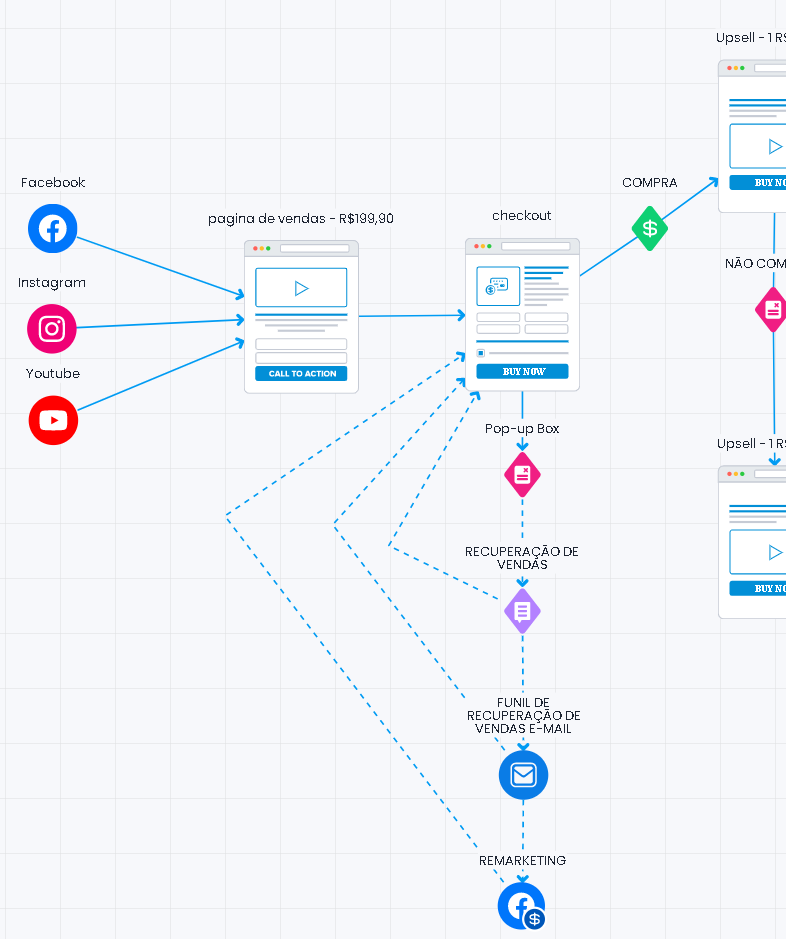 Upsell - 1 R$
BUY NO
Facebook
COMPRA
pagina de vendas - R$199,90
checkout
NÃO COM
Instagram
CALL TO ACTION
BUY NOW
Youtube
Pop-up Box
Upsell - 1 R$
RECUPERAÇÃO DE
VENDAS
BUY NO
FUNIL DE
RECUPERAÇÃO DE
VENDAS E-MAIL
REMARKETING